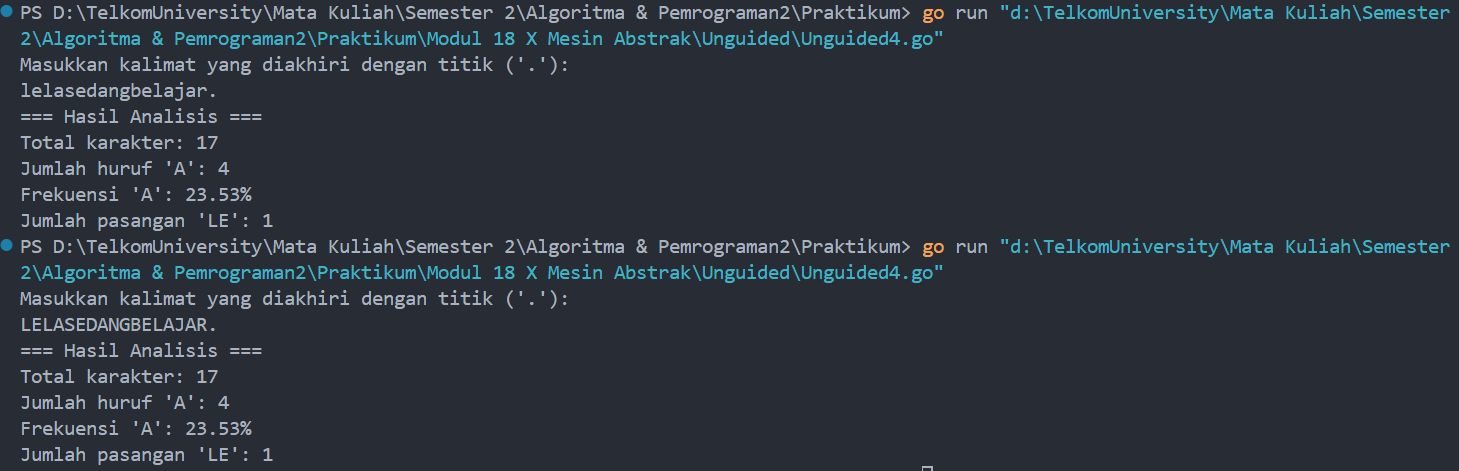 PS D:\TelkomUniversity\Mata Kuliah\Semester 2\Algoritma & Pemrograman2\Praktikum> go run "d:\TelkomUniversity\Mata Kuliah\Semester
2\Algoritma & Pemrograman2\Praktikum\Modul 18 X Mesin Abstrak\Unguided\Unguided4.go"
Masukkan kalimat yang diakhiri dengan titik ('.'):
lelasedangbelajar.
=== Hasil Analisis ===
Total karakter: 17
Jumlah huruf 'A': 4
Frekuensi 'A': 23.53%
Jumlah pasangan 'LE': 1
PS D:\TelkomUniversity\Mata Kuliah\Semester 2\Algoritma & Pemrograman2\Praktikum> go run "d:\TelkomUniversity\Mata Kuliah\Semester
2\Algoritma & Pemrograman2\Praktikum\Modul 18 X Mesin Abstrak\Unguided\Unguided4.go"
Masukkan kalimat yang diakhiri dengan titik ('.'):
LELASEDANGBELAJAR.
=== Hasil Analisis ===
Total karakter: 17
Jumlah huruf 'A': 4
Frekuensi 'A': 23.53%
Jumlah pasangan 'LE': 1